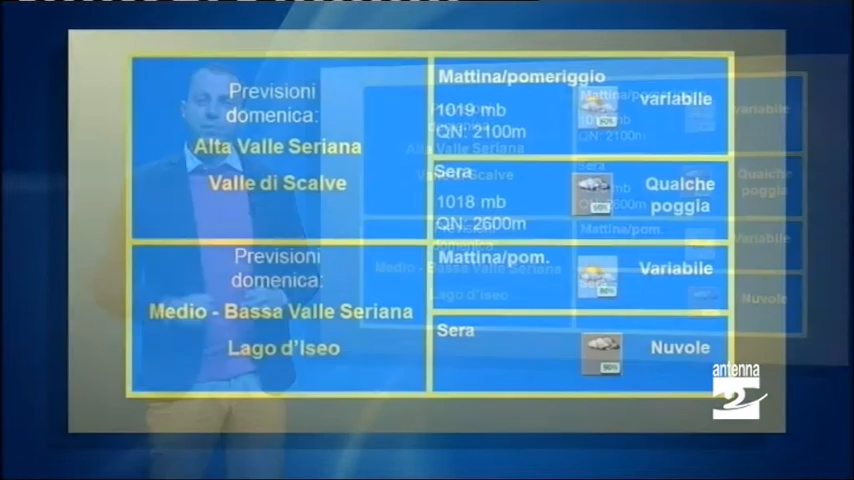 Previsioni
domenica:
Alta Valle Seriana
Valle di Scalve
Mattina/pomeriggio
1019 mb
QN: 2100m
variabile
Sera
1018 mb
QN: 2600m
Qualche
poggia
Previsioni
domenica:
Medio - Bassa Valle Seriana
Lago d'Iseo
Mattina/pom.
Variabile
Sera
90%
Nuvole
antenna
2